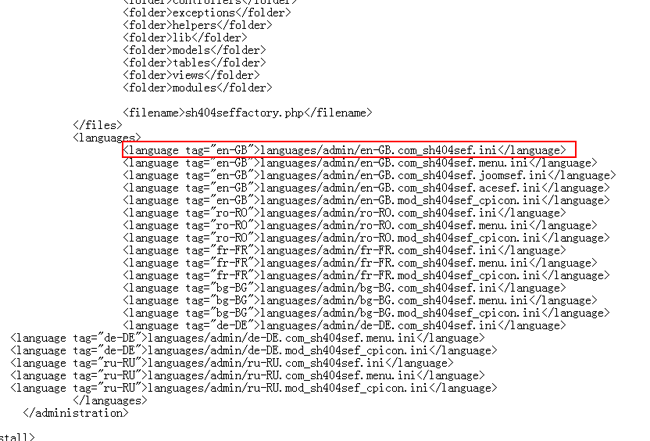 <folder>controllers</folder>
<folder>exceptions</folder>
<folder>helpers</folder>
<folder>lib</folder>
<folder>models</folder>
<folder>tables</folder>
<folder>views</folder>
<folder>modules</folder>
<filename>sh404seffactory.php</filename>
</files>
<languages>
<language tag="en-GB">languages/admin/en-GB.com_sh404sef.ini</language>
<language tag="en-GB">languages/admin/en-GB.com_sh404sef.menu.ini</language>
<language tag="en-GB">languages/admin/en-GB.com_sh404sef.joomsef.ini</language>
<language tag="en-GB">languages/admin/en-GB.com_sh404sef.acesef.ini</language>
<language tag="en-GB">languages/admin/en-GB.mod_sh404sef_cpicon.ini</language>
<language tag="ro-RO">languages/admin/ro-RO.com_sh404sef.ini</language>
<language tag="ro-RO">languages/admin/ro-RO.com_sh404sef.menu.ini</language>
<language tag="ro-RO">languages/admin/ro-RO.mod_sh404sef_cpicon.ini</language>
<language tag="fr-FR">languages/admin/fr-FR.com_sh404sef.ini</language>
<language tag="fr-FR">languages/admin/fr-FR.com_sh404sef.menu.ini</language>
<language tag="fr-FR">languages/admin/fr-FR.mod_sh404sef_cpicon.ini</language>
<language tag="bg-BG">languages/admin/bg-BG.com_sh404sef.ini</language>
<language tag="bg-BG">languages/admin/bg-BG.com_sh404sef.menu.ini</language>
<language tag="bg-BG">languages/admin/bg-BG.mod_sh404sef_cpicon.ini</language>
<language tag="de-DE">languages/admin/de-DE.com_sh404sef.ini</language>
<language tag="de-DE">languages/admin/de-DE.com_sh404sef.menu.ini</language>
<language tag="de-DE">languages/admin/de-DE.mod_sh404sef_cpicon.ini</language>
<language tag="ru-RU">languages/admin/ru-RU.com_sh404sef.ini</language>
<language tag="ru-RU">languages/admin/ru-RU.com_sh404sef.menu.ini</language>
<language tag="ru-RU">languages/admin/ru-RU.mod_sh404sef_cpicon.ini</language>
</languages>
</administration>
stall>